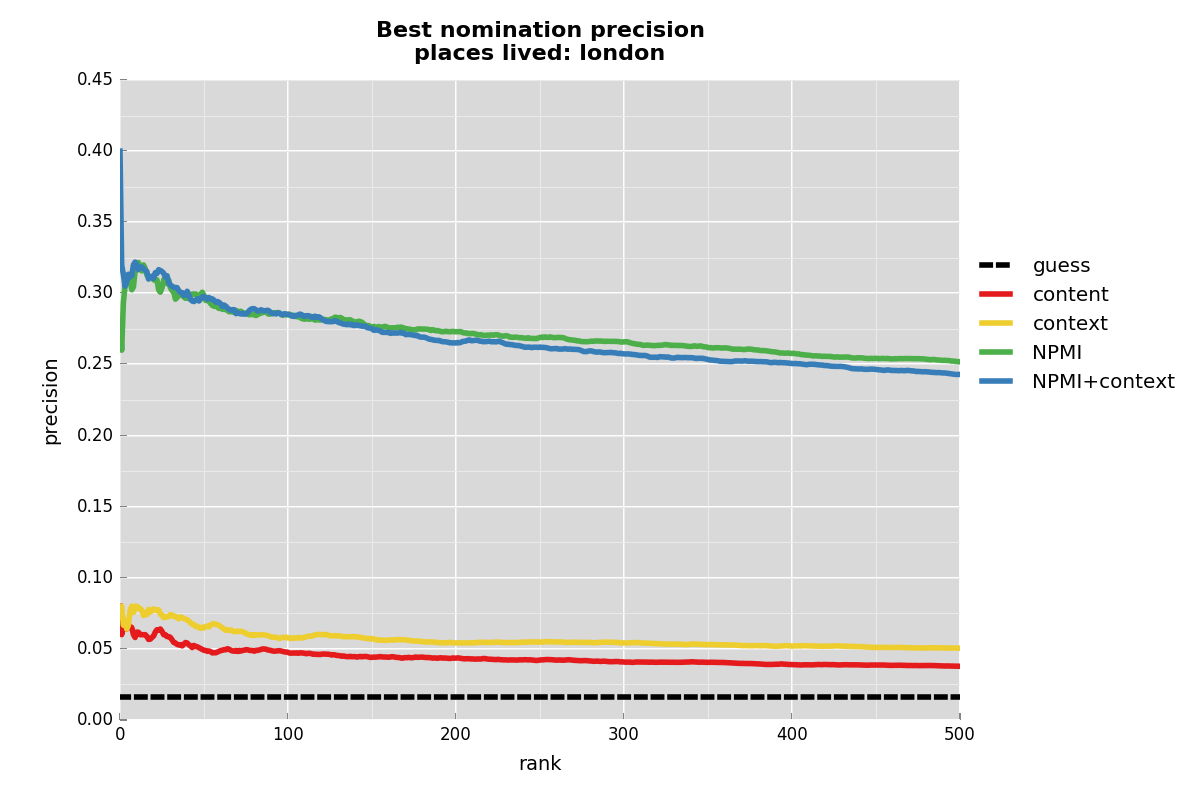 Best nomination precision
places lived: london
0.45
0.40
0.35
0.30
0.25
0.20
0.15
0.10
0.05
0.00
precision
0 100 200 300 400 500
rank
guess
content
context
NPMI
NPMI+context